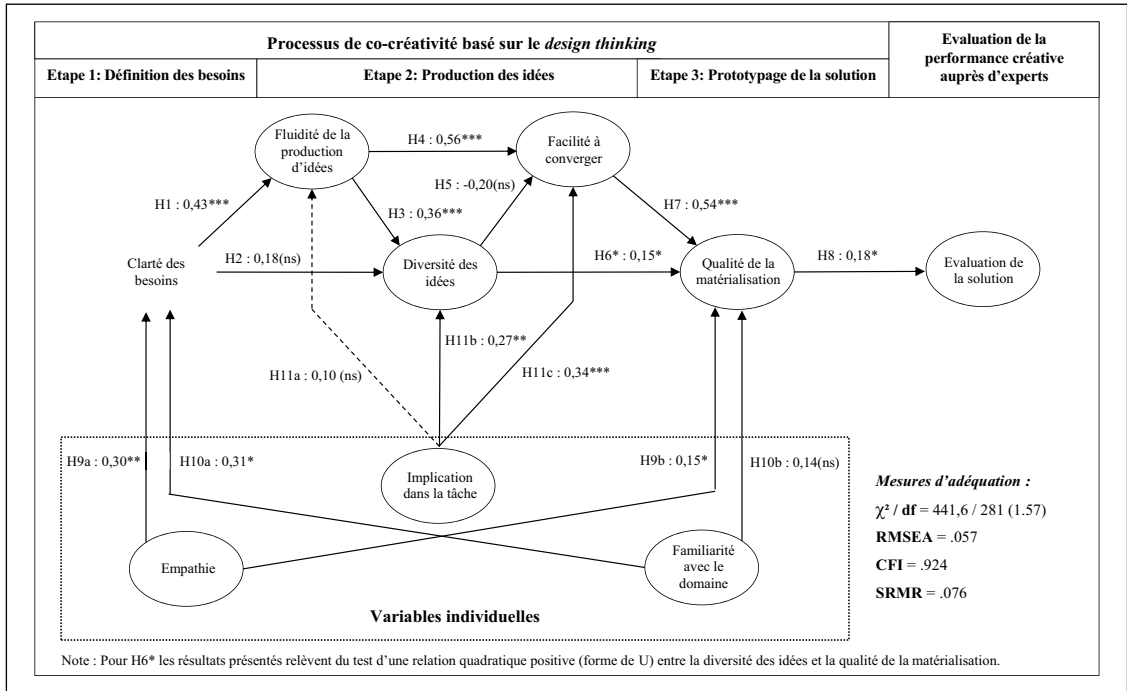 Processus de co-créativité basé sur le design thinking
Evaluation de la
performance créative
auprès d'experts
Etape 1: Définition des besoins
Etape 2: Production des idées
Etape 3: Prototypage de la solution
Fluidité de la
production
d'idées
H4 : 0,56***
Facilité à
converger
H5 : -0,20(ns)
H1 : 0,43***
H3 : 0,36***
H7 : 0,54***
Clarté des
besoins
H2 : 0,18(ns)
Diversité des
idées
H6* : 0,15*
Qualité de la
matérialisation
H8 : 0,18*
Evaluation de
la solution
H11b : 0,27**
H11a : 0,10 (ns)
H11c : 0,34***
H9a : 0,30**
H10a : 0,31*
Implication
dans la tâche
H9b : 0,15*
H10b : 0,14(ns)
Empathie
Familiarité
avec le
domaine
Variables individuelles
Mesures d'adéquation :
χ² / df = 441,6 / 281 (1.57)
RMSEA = .057
CFI = .924
SRMR = .076
Note : Pour H6* les résultats présentés relèvent du test d'une relation quadratique positive (forme de U) entre la diversité des idées et la qualité de la matérialisation.